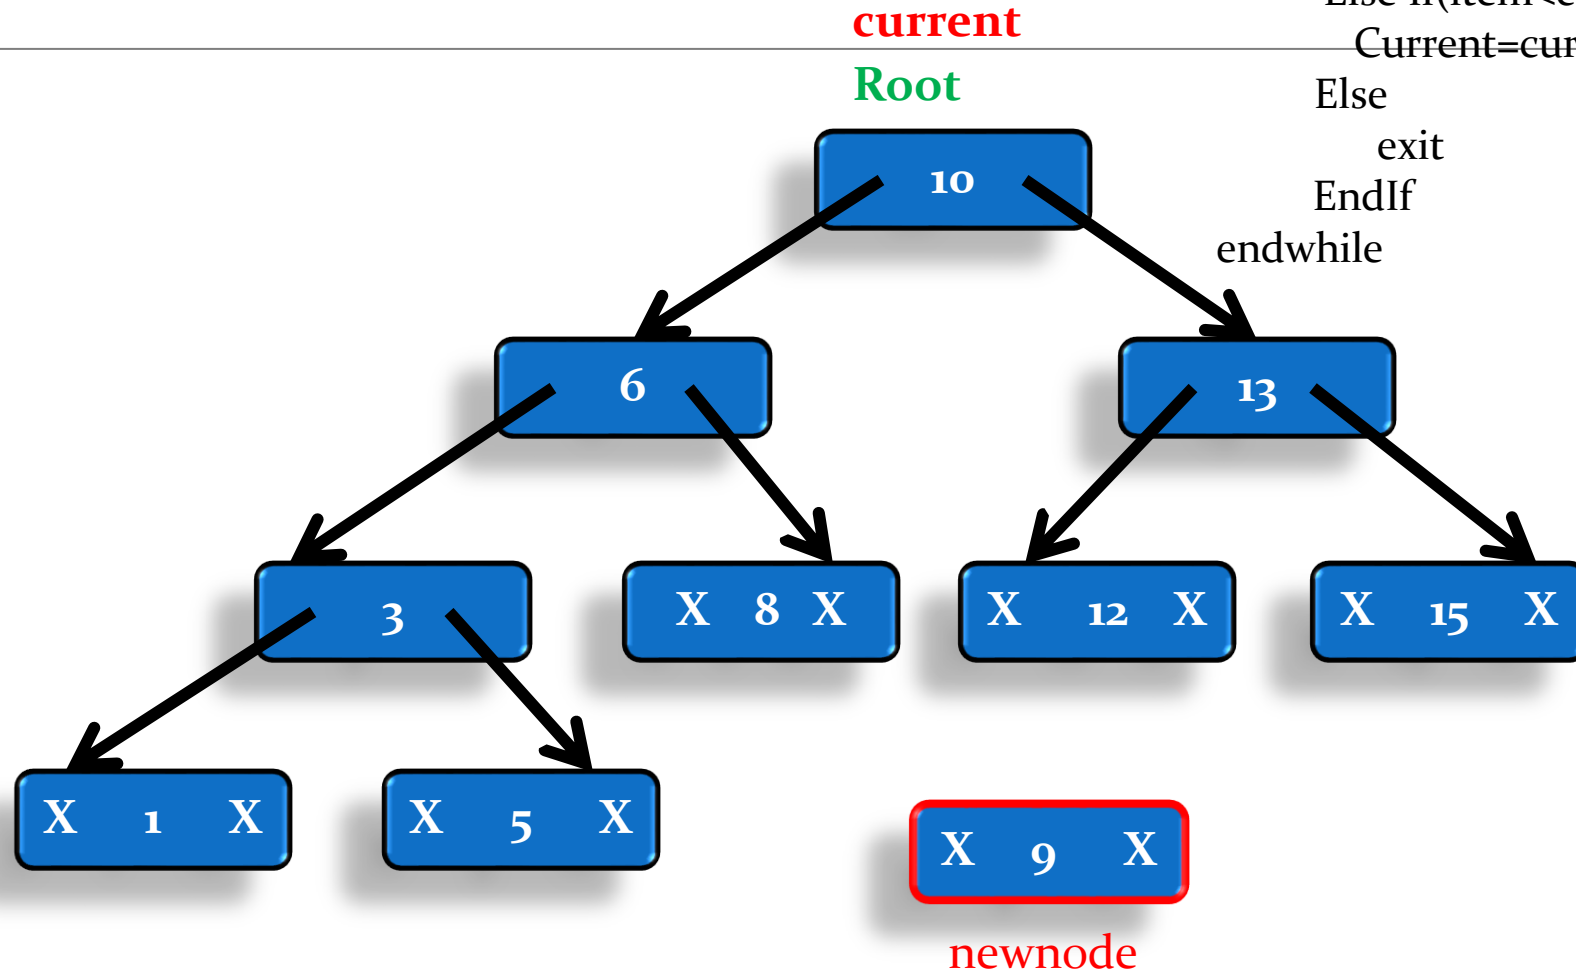 current
Current=cur
Root
Else
exit
EndIf
endwhile
10
6
13
3
X 8 X
X 12 X
X 15 X
X 1 X
X 5 X
X 9 X
newnode